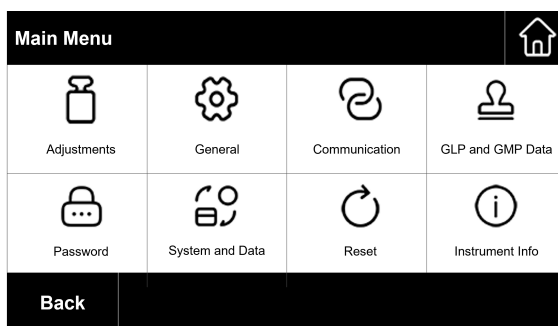 Main Menu
Adjustments
General
Communication
GLP and GMP Data
Password
System and Data
Reset
Instrument Info
Back